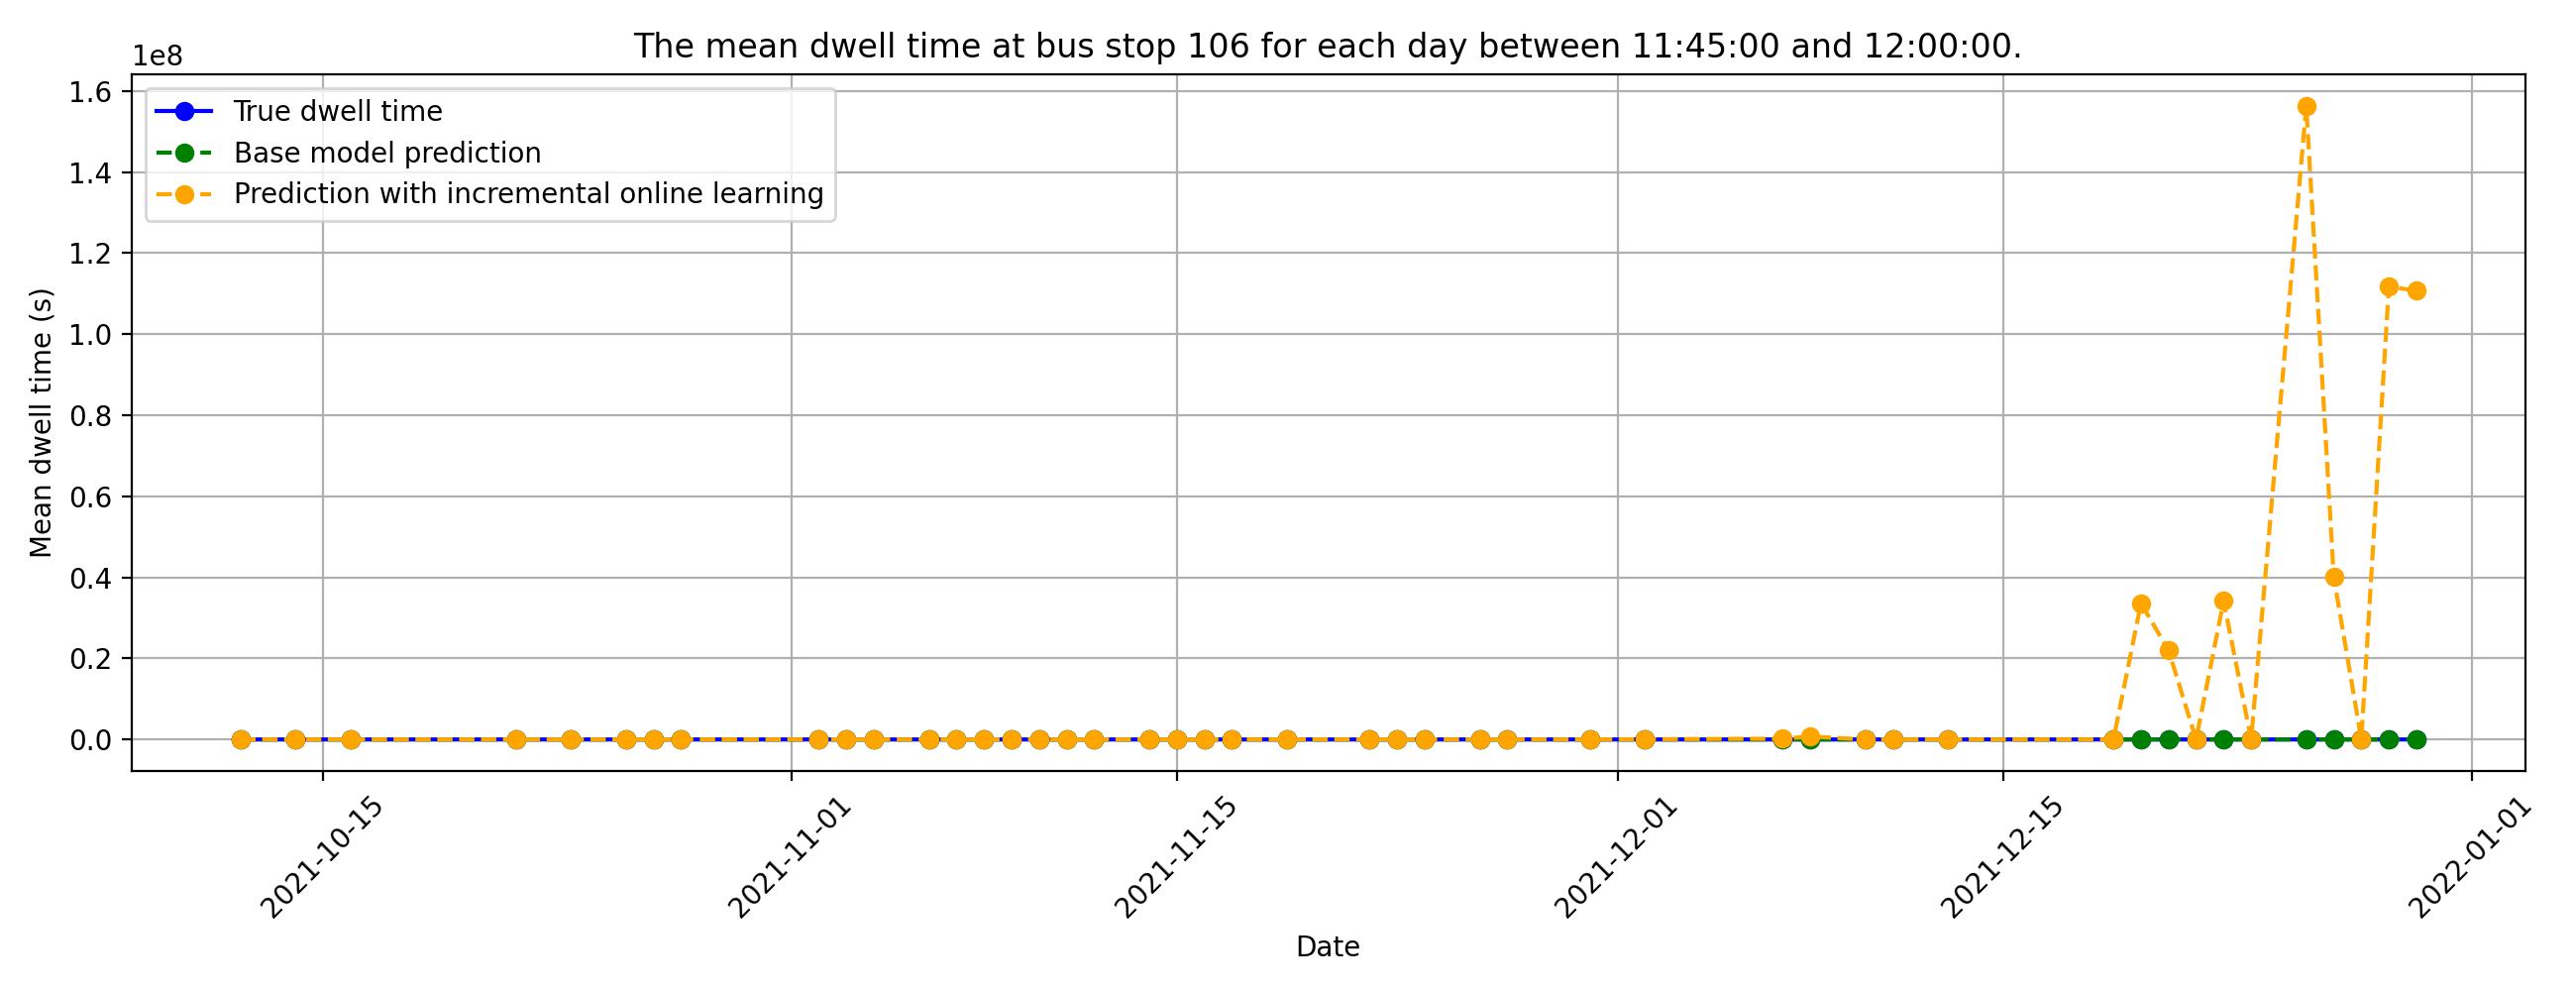 The mean dwell time at bus stop 106 for each day between 11:45:00 and 12:00:00.
1e8
1.6
1.4
1.2
1.0
0.8
0.6
0.4
0.2
0.0
Mean dwell time (s)
True dwell time
Base model prediction
Prediction with incremental online learning
2021-10-15
2021-11-01
2021-11-15
2021-12-01
2021-12-15
2022-01-01
Date